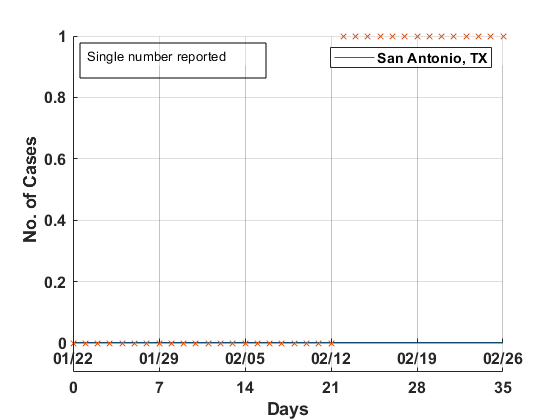 1
Single number reported
San Antonio, TX
0.8
0.6
No. of Cases
0.4
0.2
0
01/22 01/29 02/05 02/12 02/19 02/26
0 7 14 21 28 35
Days